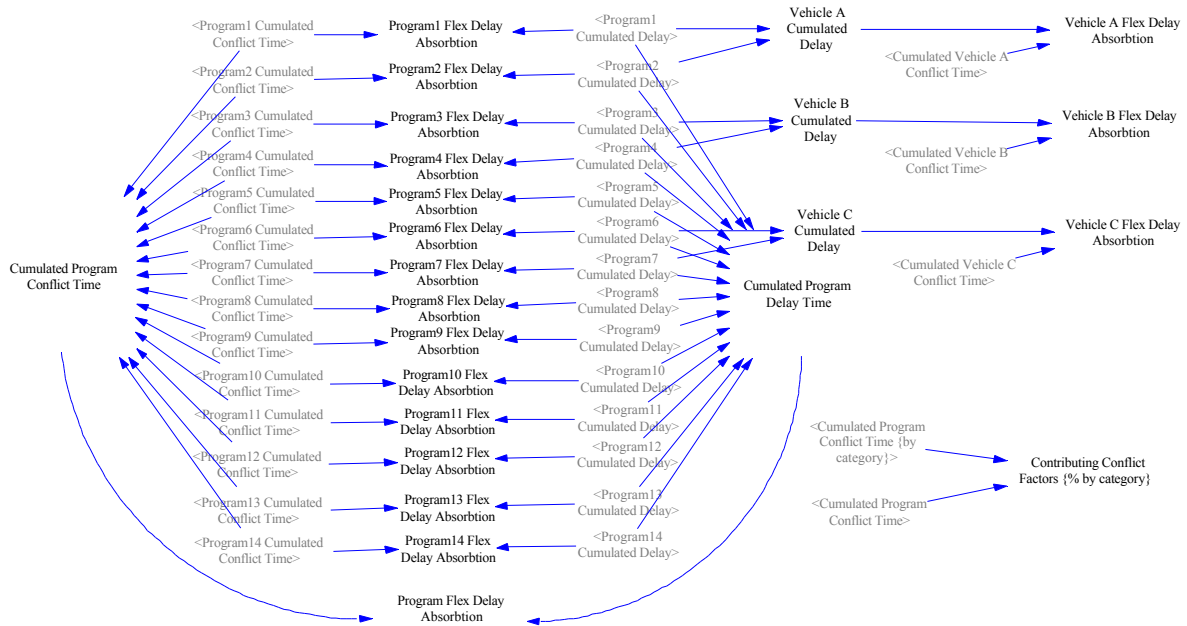 <Program1 Cumulated
Conflict Time>
Program1 Flex Delay
Absorbtion
<Program1
Cumulated Delay>
Vehicle A
Cumulated
Delay
Vehicle A Flex Delay
Absorbtion
<Program2 Cumulated
Conflict Time>
Program2 Flex Delay
Absorbtion
<Program2
Cumulated Delay>
<Cumulated Vehicle A
Conflict Time>
<Program3 Cumulated
Conflict Time>
Program3 Flex Delay
Absorbtion
<Program3
Cumulated Delay>
Vehicle B
Cumulated
Delay
Vehicle B Flex Delay
Absorbtion
<Program4 Cumulated
Conflict Time>
Program4 Flex Delay
Absorbtion
<Program4
Cumulated Delay>
<Cumulated Vehicle B
Conflict Time>
<Program5 Cumulated
Conflict Time>
Program5 Flex Delay
Absorbtion
<Program5
Cumulated Delay>
<Program6 Cumulated
Conflict Time>
Program6 Flex Delay
Absorbtion
<Program6
Cumulated Delay>
Vehicle C
Cumulated
Delay
Vehicle C Flex Delay
Absorbtion
Cumulated Program
Conflict Time
<Program7 Cumulated
Conflict Time>
Program7 Flex Delay
Absorbtion
<Program7
Cumulated Delay>
<Cumulated Vehicle C
Conflict Time>
<Program8 Cumulated
Conflict Time>
Program8 Flex Delay
Absorbtion
<Program8
Cumulated Delay>
Cumulated Program
Delay Time
<Program9 Cumulated
Conflict Time>
Program9 Flex Delay
Absorbtion
<Program9
Cumulated Delay>
<Program10 Cumulated
Conflict Time>
Program10 Flex
Delay Absorbtion
<Program10
Cumulated Delay>
<Program11 Cumulated
Conflict Time>
Program11 Flex
Delay Absorbtion
<Program11
Cumulated Delay>
<Cumulated Program
Conflict Time {by
category}>
<Program12 Cumulated
Conflict Time>
Program12 Flex
Delay Absorbtion
<Program12
Cumulated Delay>
Contributing Conflict
Factors {% by category}
<Program13 Cumulated
Conflict Time>
Program13 Flex
Delay Absorbtion
<Program13
Cumulated Delay>
<Cumulated Program
Conflict Time>
<Program14 Cumulated
Conflict Time>
Program14 Flex
Delay Absorbtion
<Program14
Cumulated Delay>
Program Flex Delay
Absorbtion